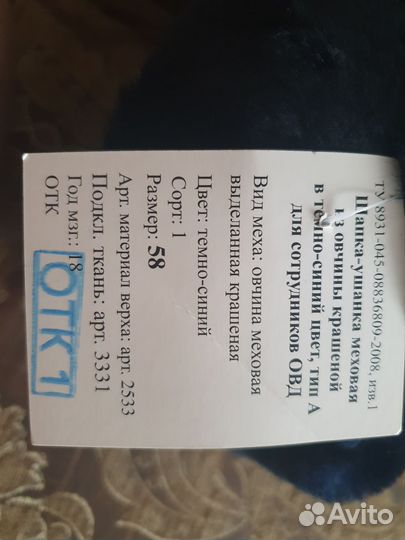 Шапка-ушанка меховая
ТУ 8931-045-08836809-2008, изв.1
из овчины крашеной
в темно-синий цвет, тип А
для сотрудников ОВД
Вид меха: овчина меховая
выделанная крашеная
Цвет: темно-синий
Сорт: 1
Размер: 58
Арт. материал верха: арт. 2533
Подкл. ткань: арт. 3331
Год мзг.: 18
ОТК
ОТК 1
Avito